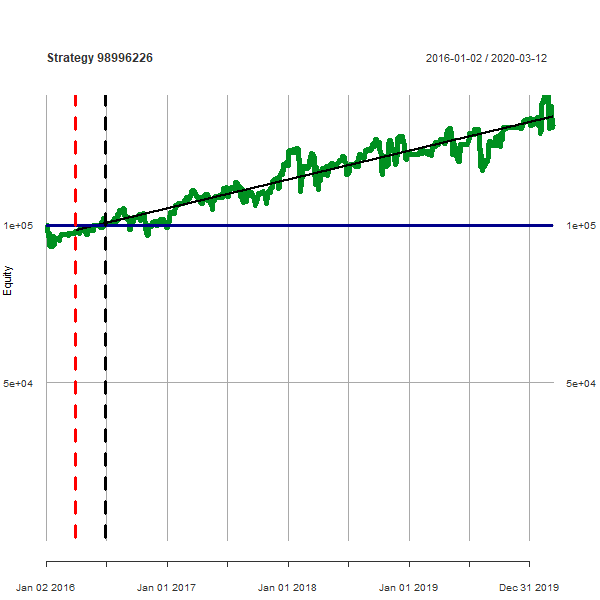 Strategy 98996226
2016-01-02 / 2020-03-12
1e+05
1e+05
Equity
5e+04
5e+04
Jan 02 2016
Jan 01 2017
Jan 01 2018
Jan 01 2019
Dec 31 2019